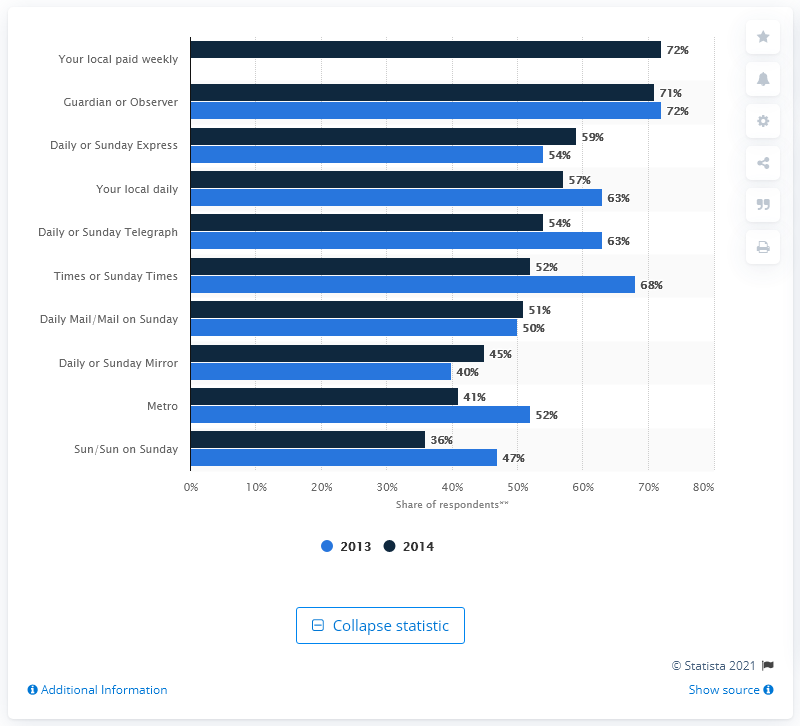 Your local paid weekly 72%
Guardian or Observer 71%
72%
Daily or Sunday Express 59%
54%
Your local daily 57%
63%
Daily or Sunday Telegraph 54%
63%
Times or Sunday Times 52%
68%
Daily Mail/Mail on Sunday 51%
50%
Daily or Sunday Mirror 45%
40%
Metro 41%
52%
Sun/Sun on Sunday 36%
47%
0% 10% 20% 30% 40% 50% 60% 70% 80%
Share of respondents**
2013 2014
Collapse statistic
© Statista 2021
Additional Information Show source